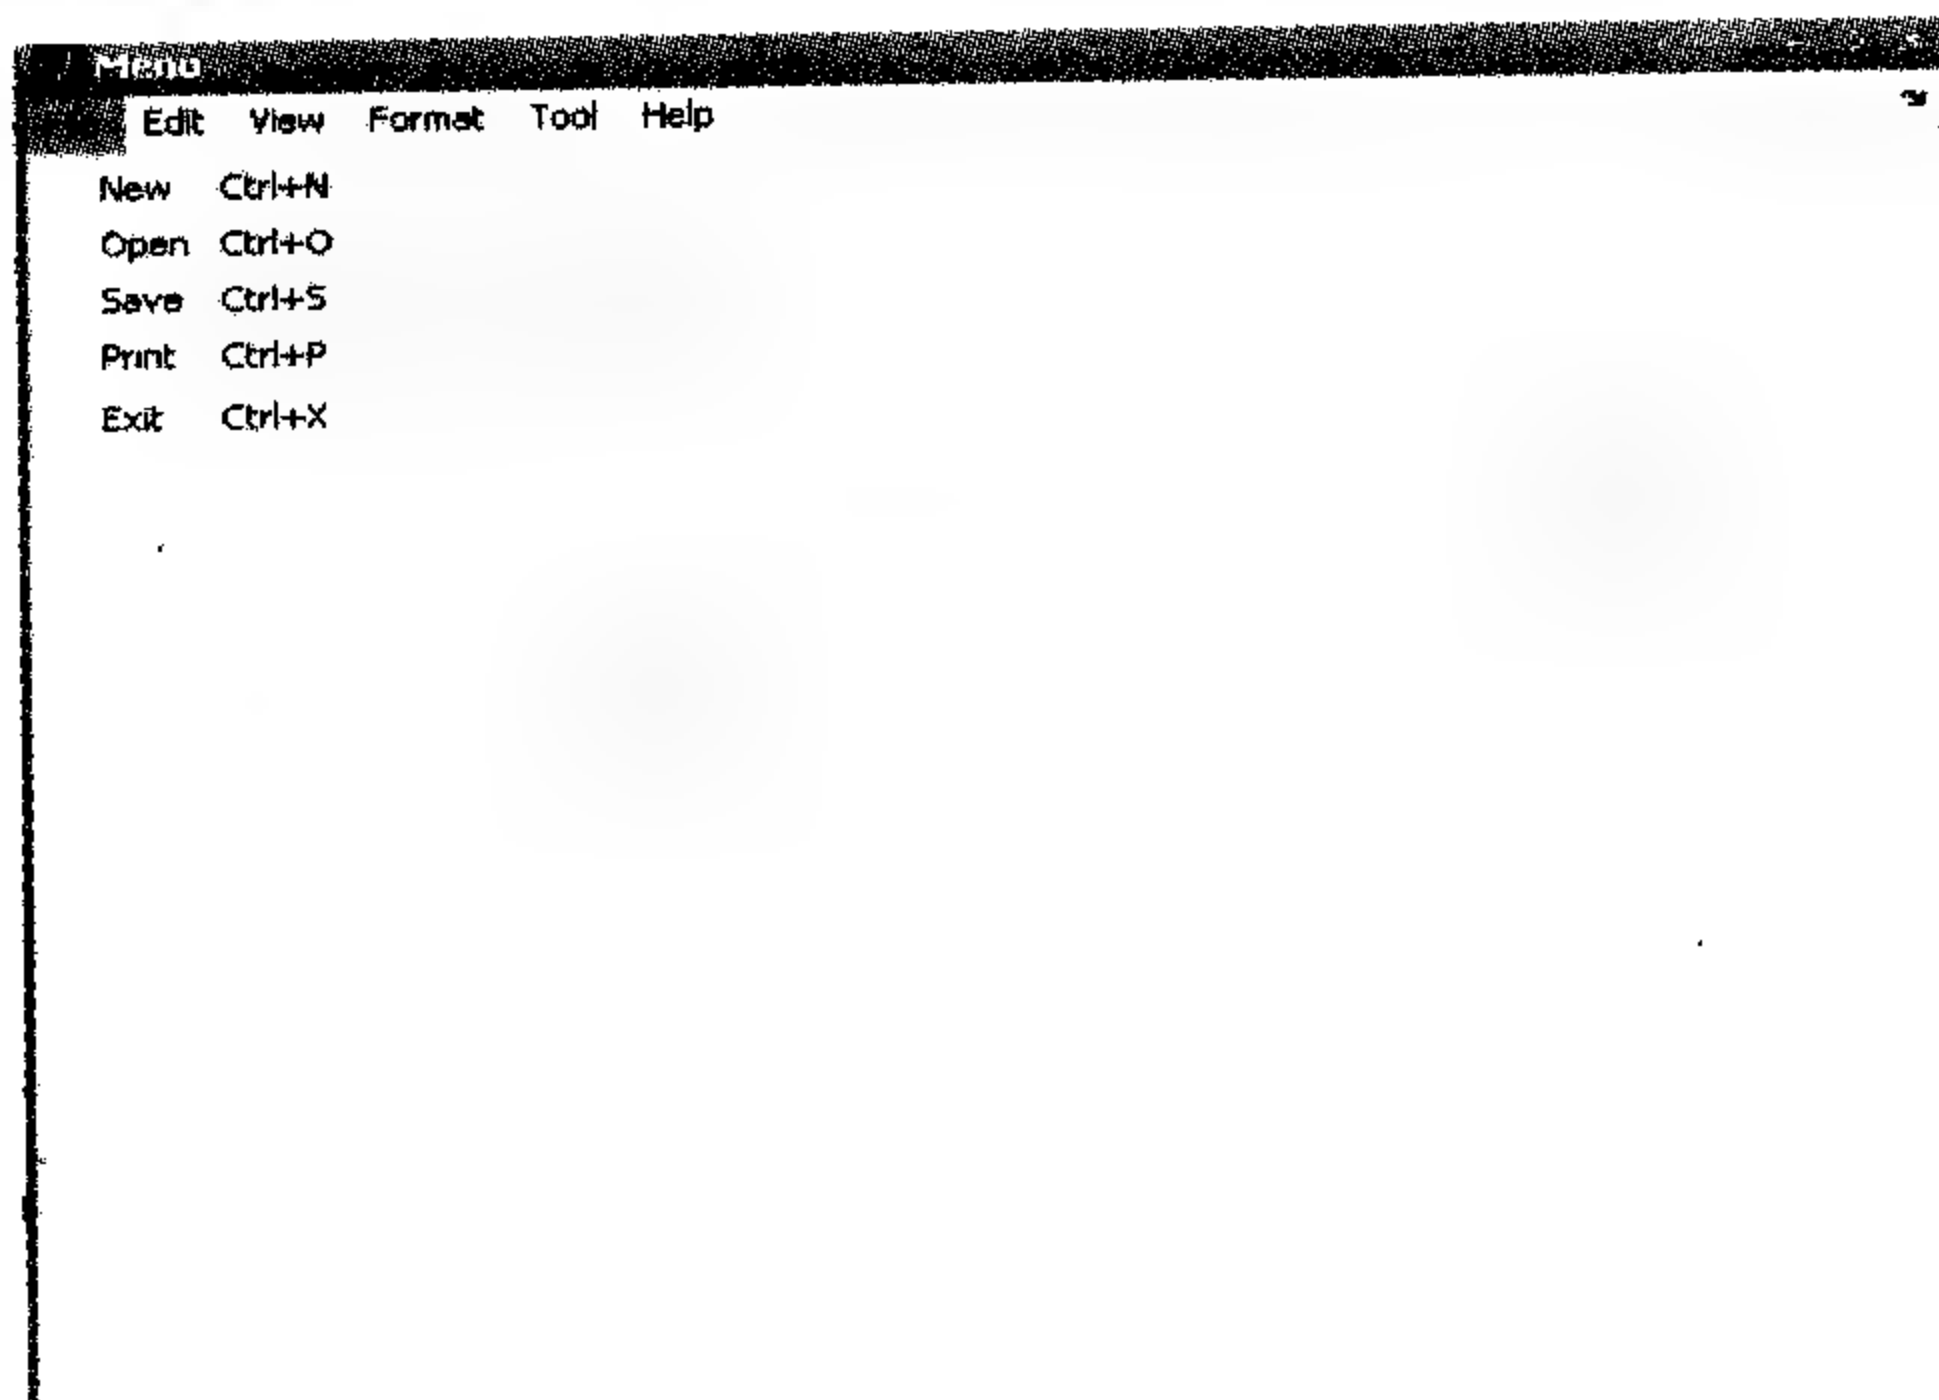 Menu
Edit View Format Tool Help
New Ctrl+N
Open Ctrl+O
Save Ctrl+S
Print Ctrl+P
Exit Ctrl+X